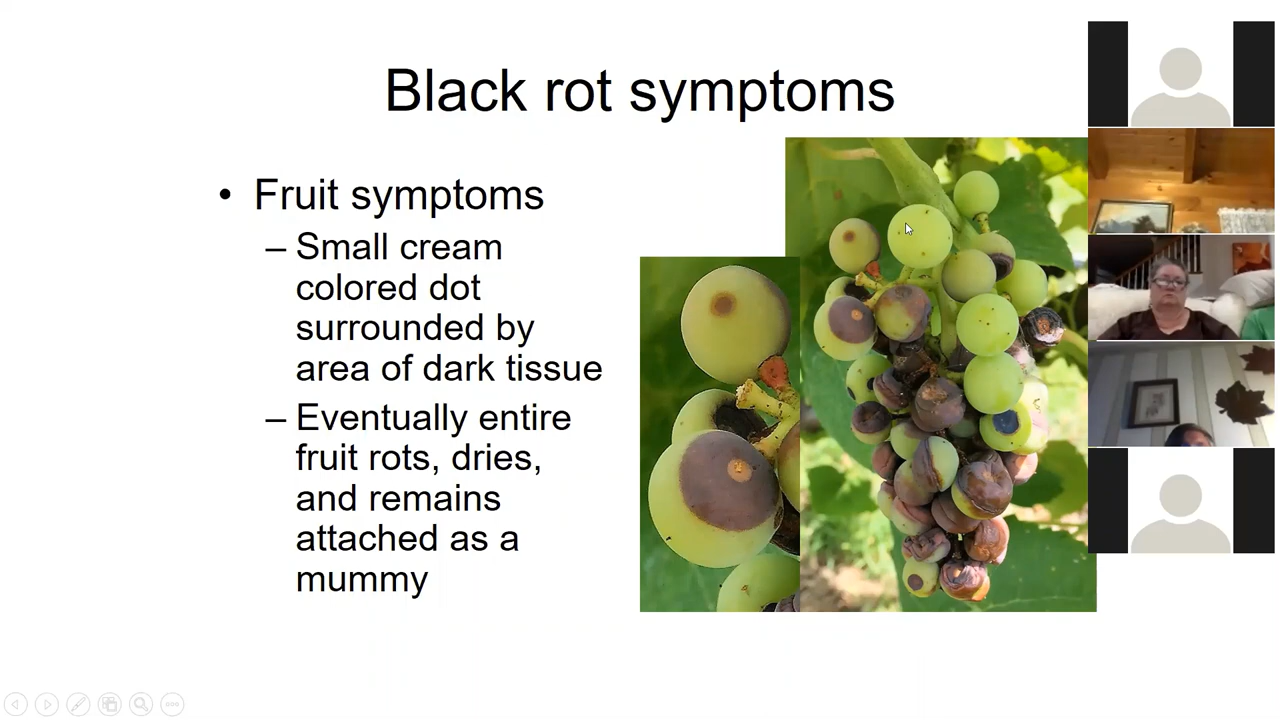 Black rot symptoms
• Fruit symptoms
– Small cream
colored dot
surrounded by
area of dark tissue
– Eventually entire
fruit rots, dries,
and remains
attached as a
mummy